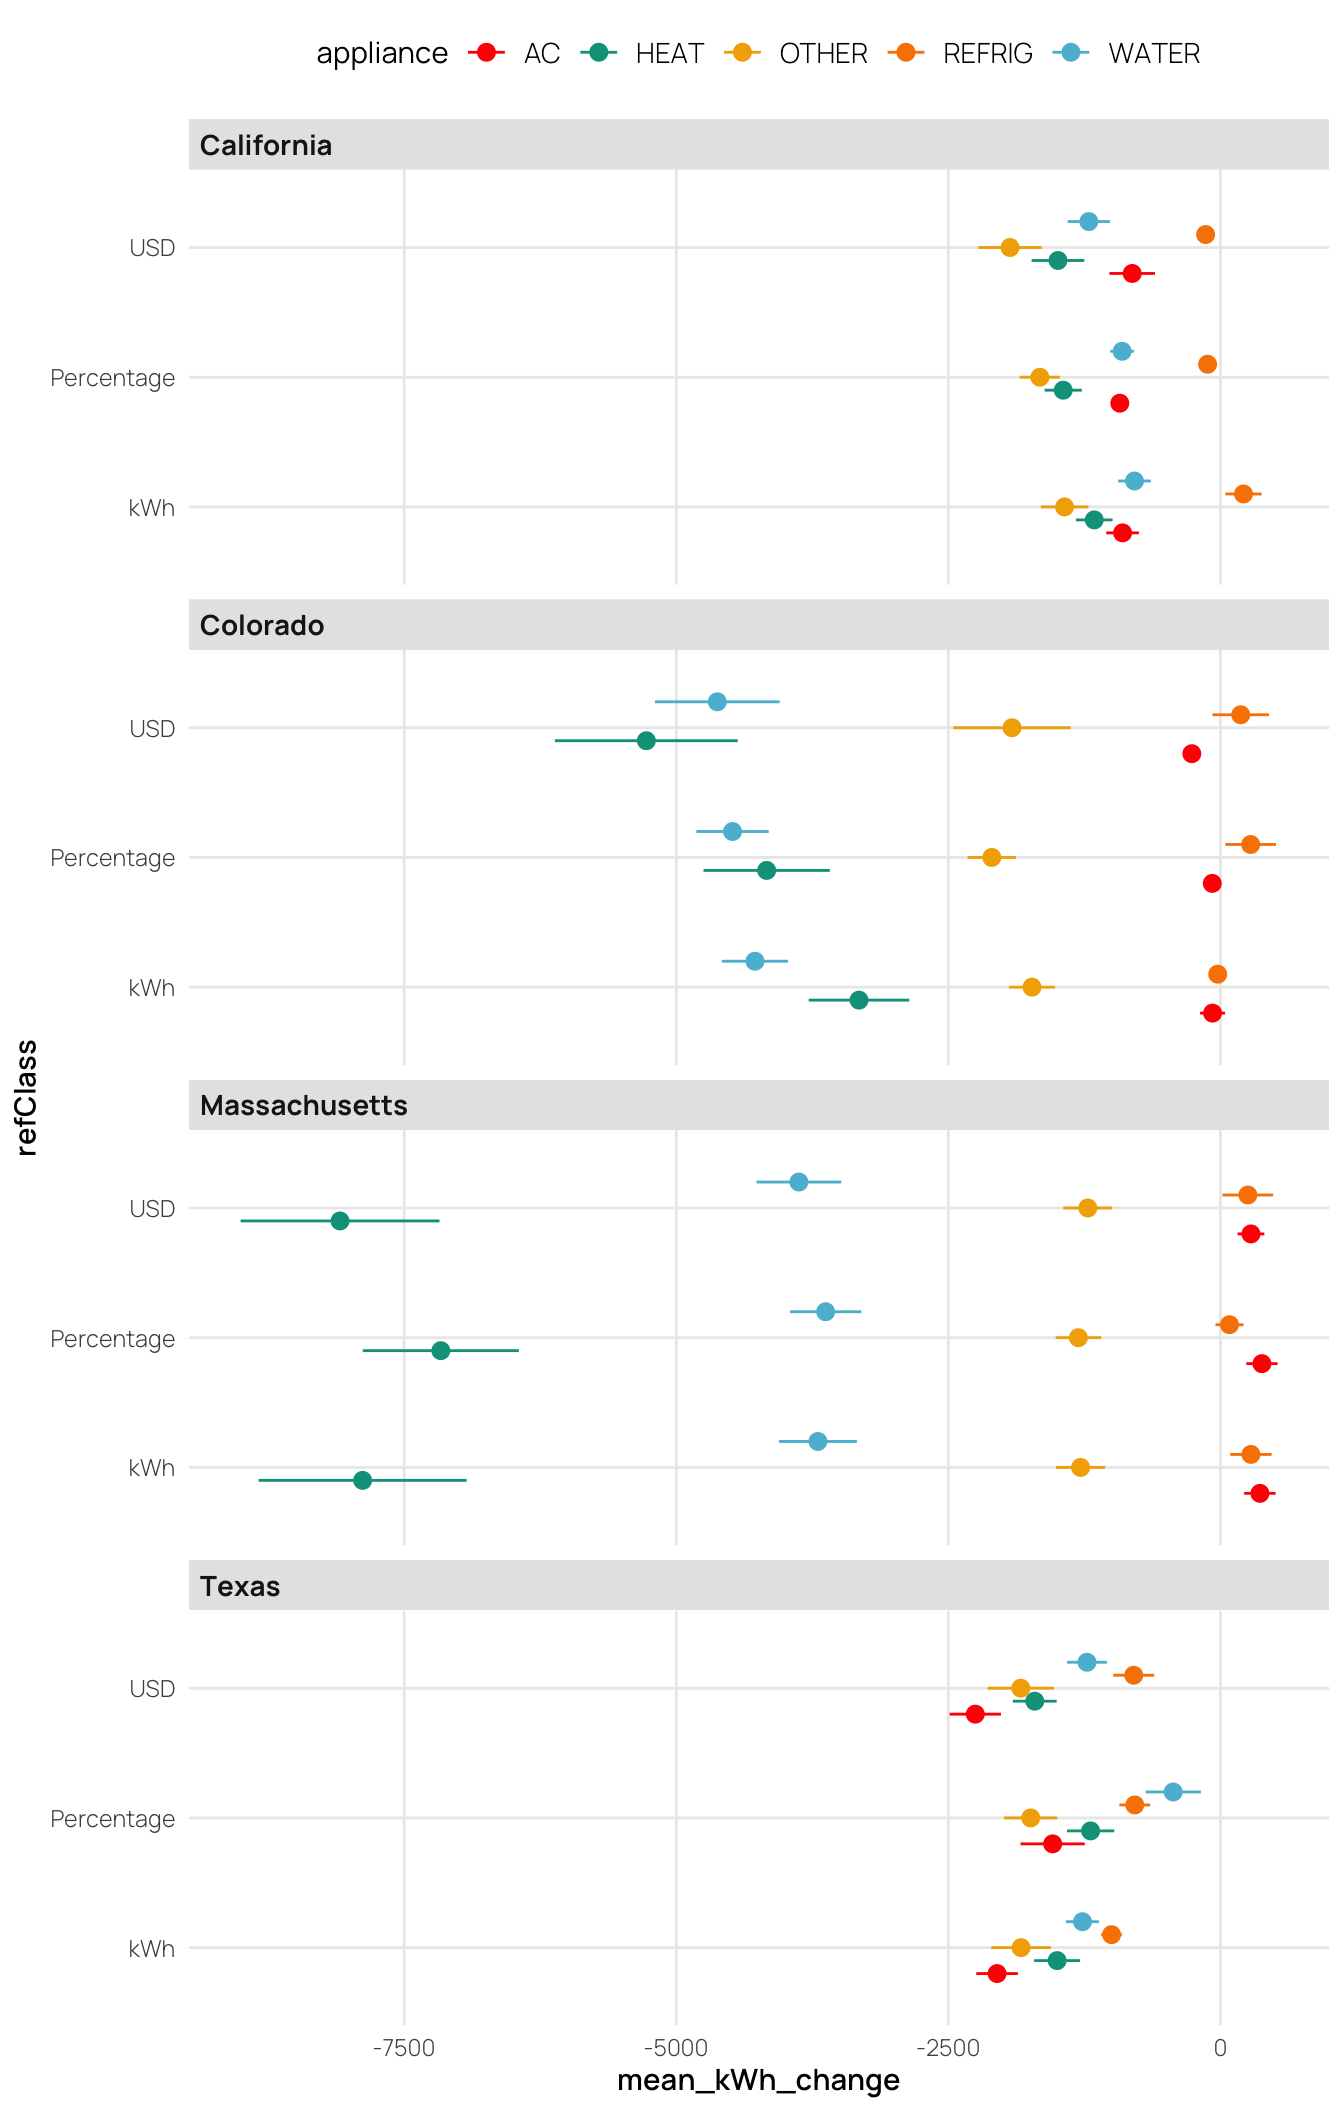 appliance AC HEAT OTHER REFRIG WATER
California
USD
Percentage
kWh
Colorado
USD
Percentage
kWh
refClass
Massachusetts
USD
Percentage
kWh
Texas
USD
Percentage
kWh
-7500 -5000 -2500 0
mean_kWh_change